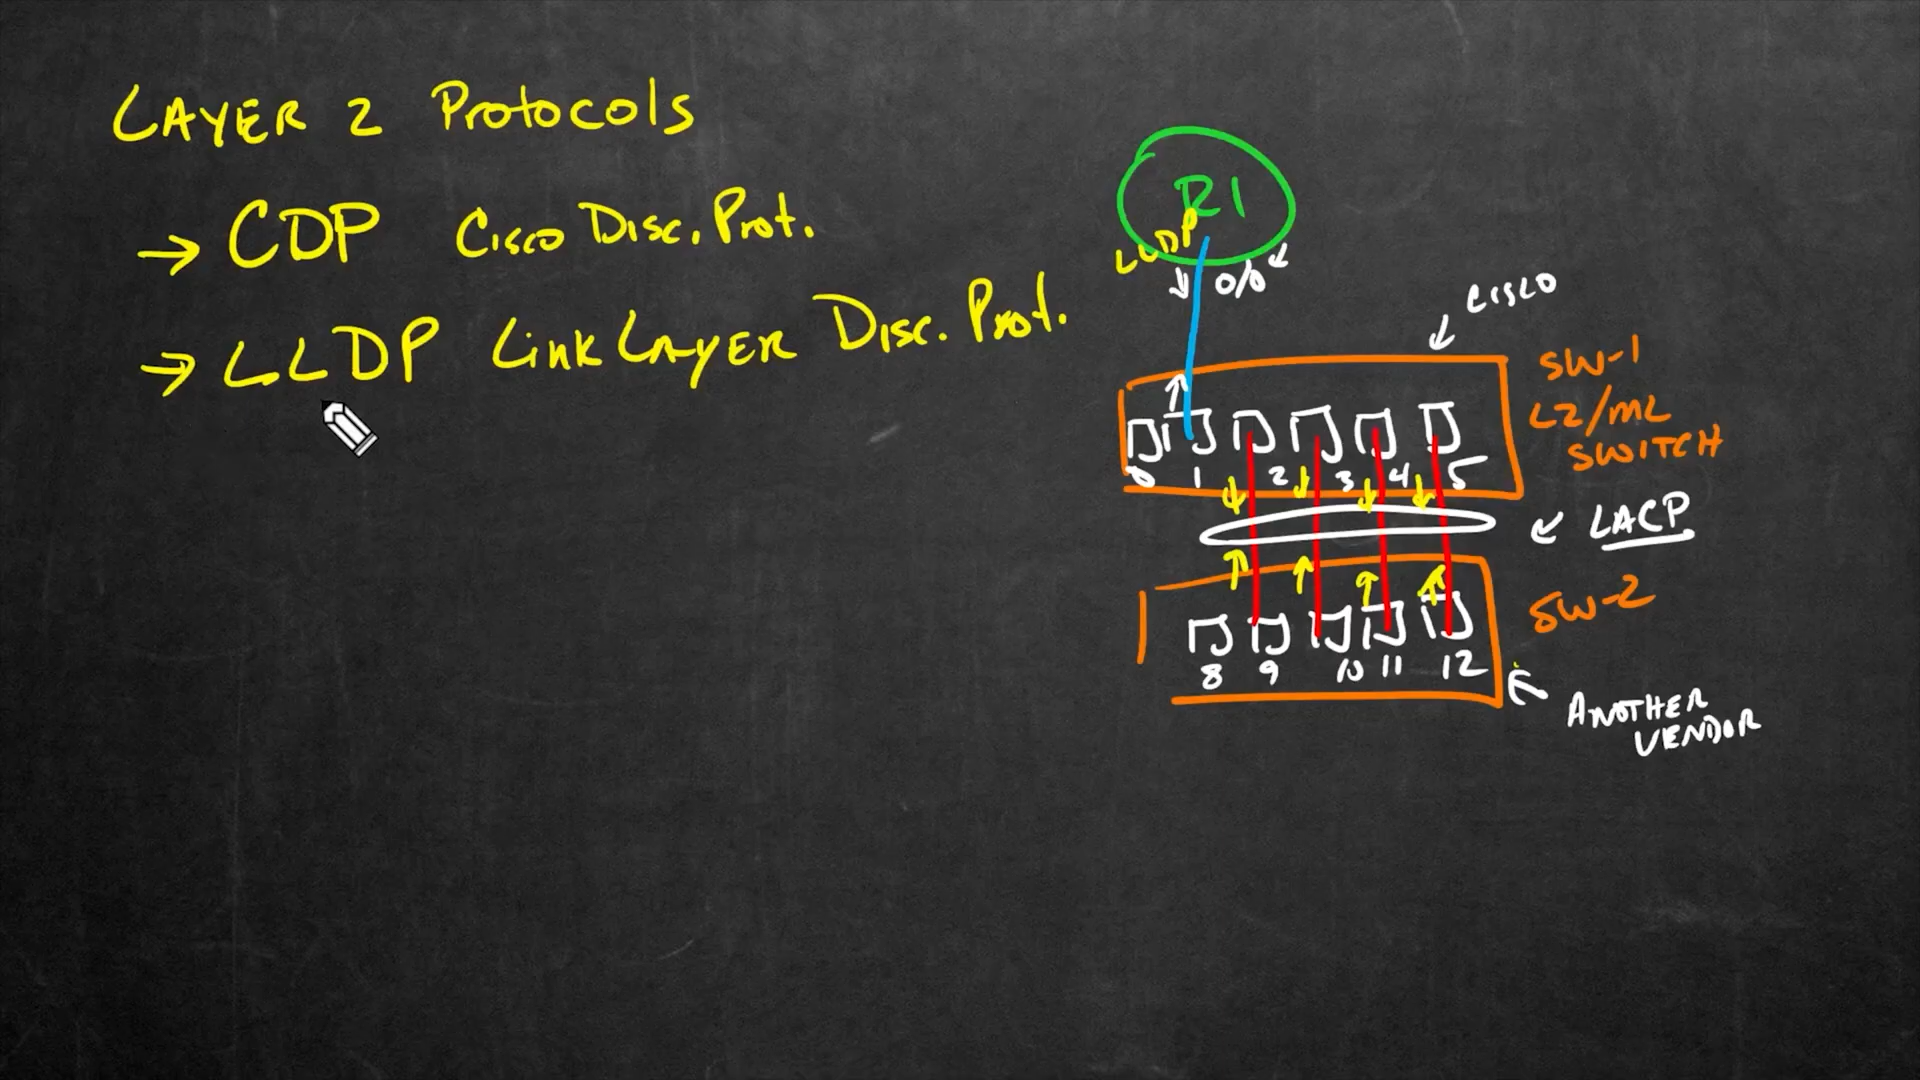 LAYER 2 Protocols
→ CDP Cisco Disc. Prot.
→ LLDP Link Layer Disc. Prot.
R1
LLDP
0/0
CISCO
SW-1
L2/ML
SWITCH
0 1 2 3 4 5
LACP
SW-2
8 9 10 11 12
ANOTHER
VENDOR